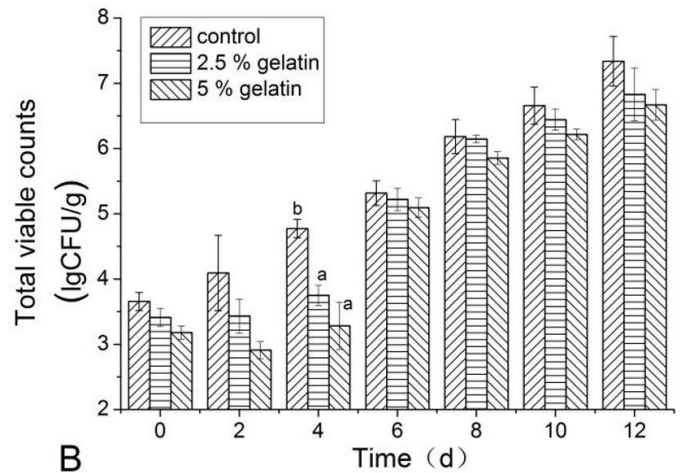 8
7
6
5
4
3
2
Total viable counts
(lgCFU/g)
control
2.5 % gelatin
5 % gelatin
b
a
a
0 2 4 6 8 10 12
B
Time（d）